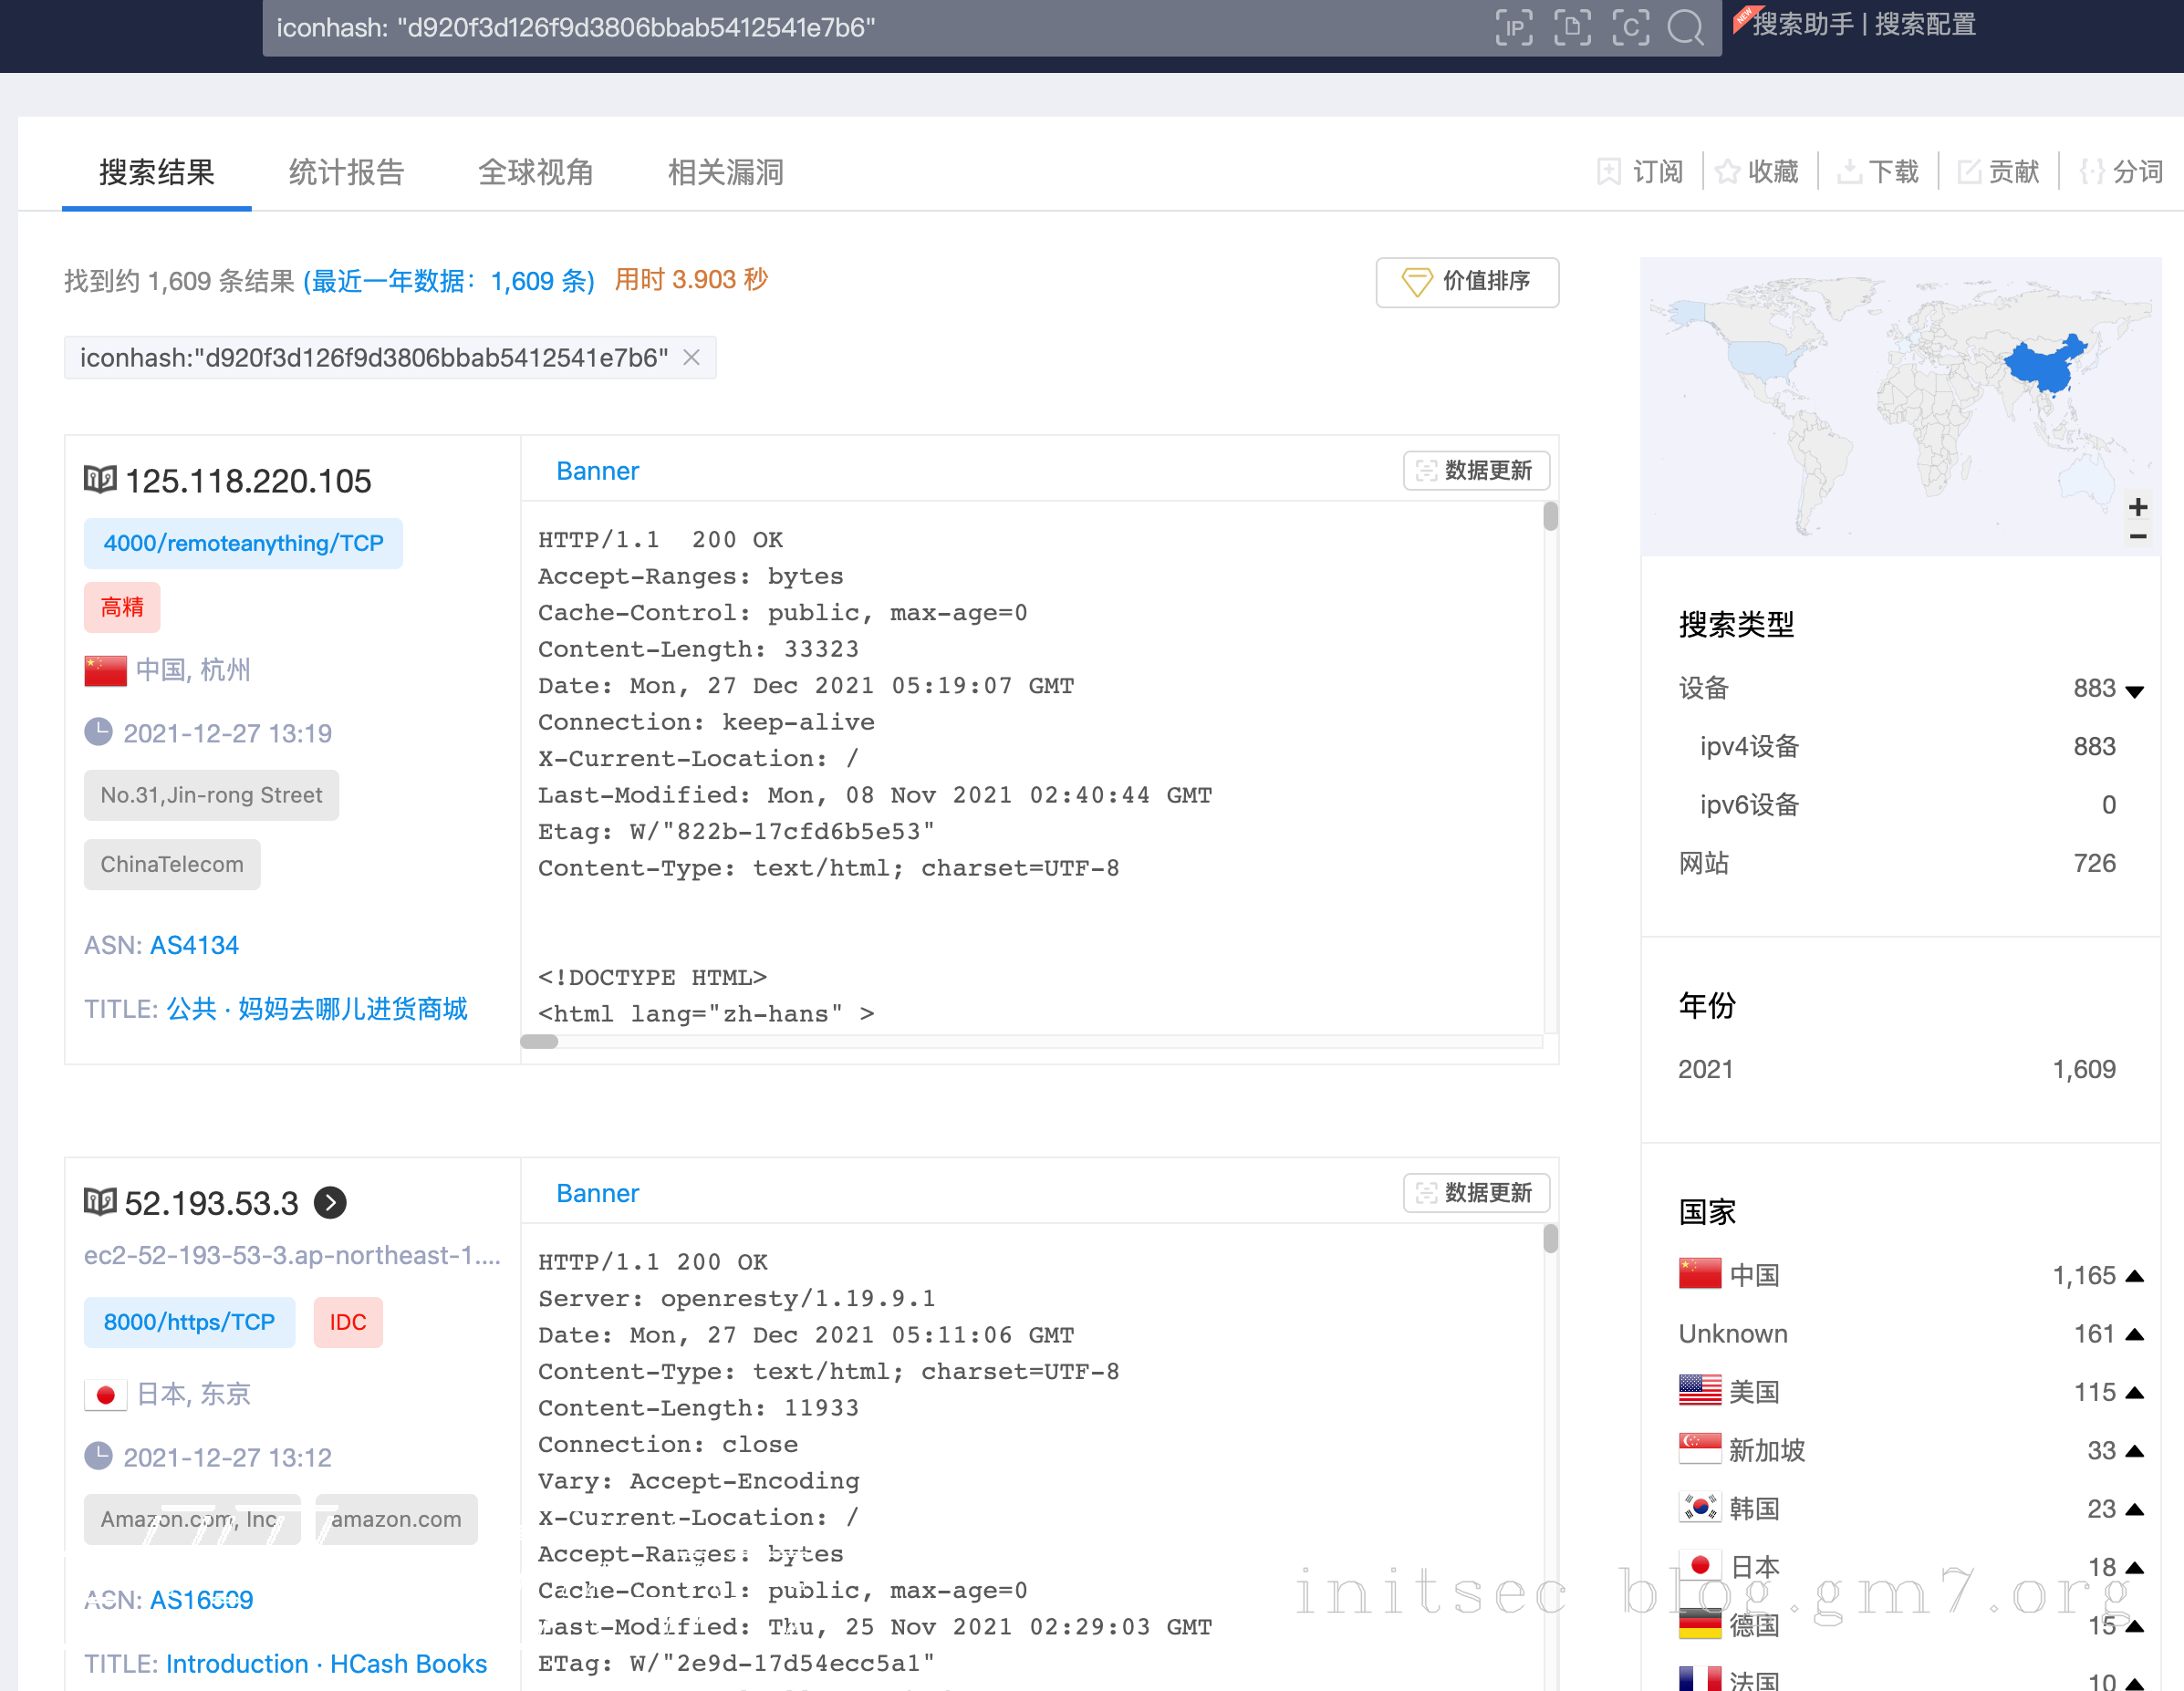 iconhash: "d920f3d126f9d3806bbab5412541e7b6"
IP
C
NEW
搜索助手 | 搜索配置
搜索结果
统计报告
全球视角
相关漏洞
订阅
收藏
下载
贡献
分词
找到约 1,609 条结果 (最近一年数据：1,609 条) 用时 3.903 秒
价值排序
iconhash:"d920f3d126f9d3806bbab5412541e7b6"
125.118.220.105
4000/remoteanything/TCP
高精
中国, 杭州
2021-12-27 13:19
No.31,Jin-rong Street
ChinaTelecom
ASN: AS4134
TITLE: 公共 · 妈妈去哪儿进货商城
Banner
数据更新
HTTP/1.1  200 OK
Accept-Ranges: bytes
Cache-Control: public, max-age=0
Content-Length: 33323
Date: Mon, 27 Dec 2021 05:19:07 GMT
Connection: keep-alive
X-Current-Location: /
Last-Modified: Mon, 08 Nov 2021 02:40:44 GMT
Etag: W/"822b-17cfd6b5e53"
Content-Type: text/html; charset=UTF-8
<!DOCTYPE HTML>
<html lang="zh-hans" >
52.193.53.3
ec2-52-193-53-3.ap-northeast-1....
8000/https/TCP
IDC
日本, 东京
2021-12-27 13:12
Amazon.com, Inc.
amazon.com
ASN: AS16509
TITLE: Introduction · HCash Books
Banner
数据更新
HTTP/1.1 200 OK
Server: openresty/1.19.9.1
Date: Mon, 27 Dec 2021 05:11:06 GMT
Content-Type: text/html; charset=UTF-8
Content-Length: 11933
Connection: close
Vary: Accept-Encoding
X-Current-Location: /
Accept-Ranges: bytes
Cache-Control: public, max-age=0
Last-Modified: Thu, 25 Nov 2021 02:29:03 GMT
ETag: W/"2e9d-17d54ecc5a1"
+
−
搜索类型
设备 883
ipv4设备 883
ipv6设备 0
网站 726
年份
2021 1,609
国家
中国 1,165
Unknown 161
美国 115
新加坡 33
韩国 23
日本 18
德国 15
法国 10
initsec blog.gm7.org